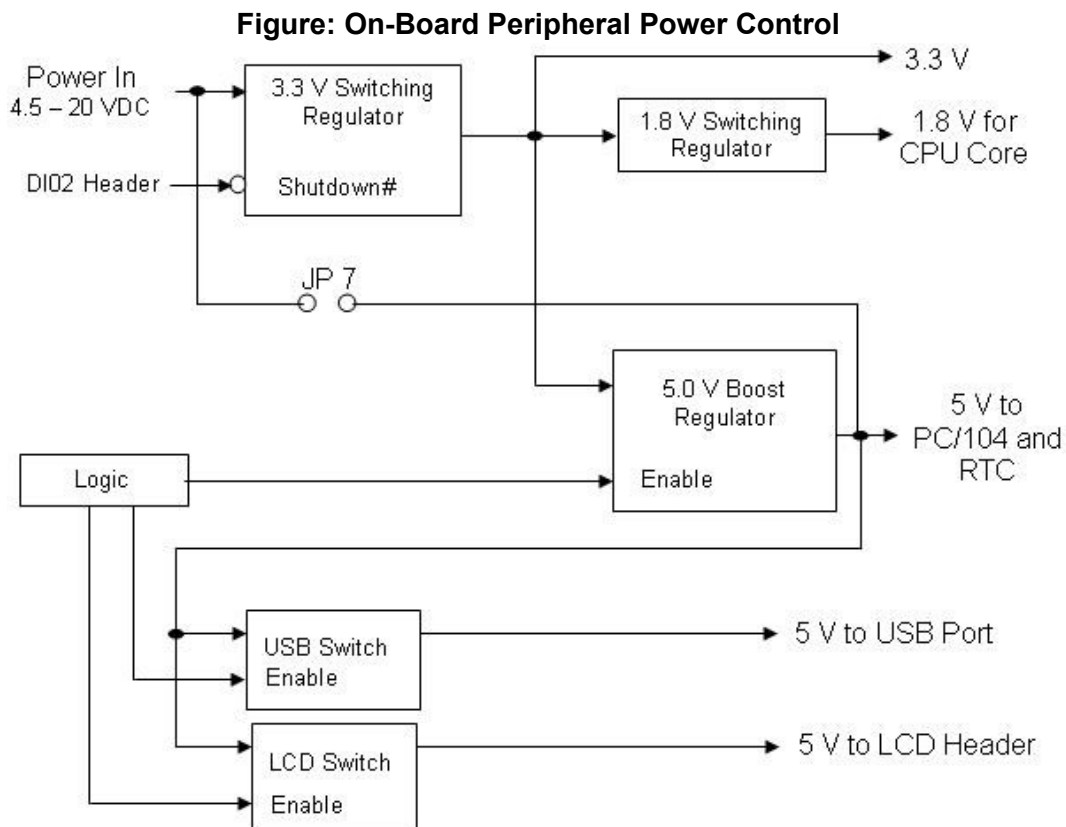 Figure: On-Board Peripheral Power Control
Power In
4.5 – 20 VDC
3.3 V Switching
Regulator
Shutdown#
DI02 Header
3.3 V
1.8 V Switching
Regulator
1.8 V for
CPU Core
JP 7
5.0 V Boost
Regulator
Enable
5 V to
PC/104 and
RTC
Logic
USB Switch
Enable
5 V to USB Port
LCD Switch
Enable
5 V to LCD Header